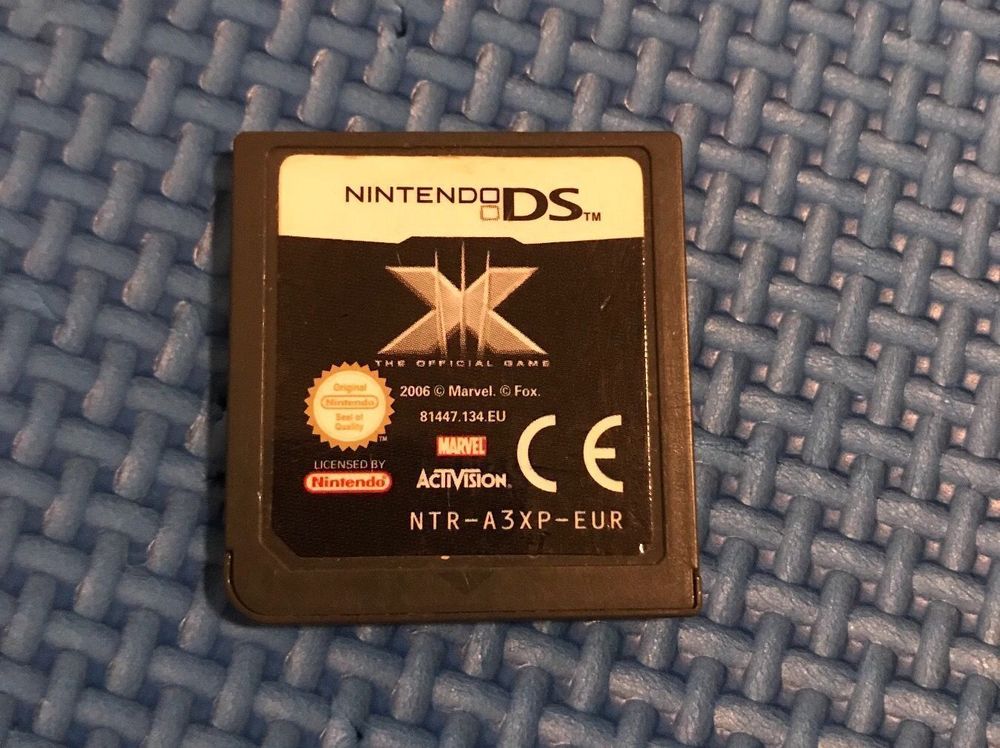 NINTENDO DS™
X
THE OFFICIAL GAME
2006 © Marvel. © Fox.
81447.134.EU
Original
Nintendo
Seal of
Quality
TM
LICENSED BY
Nintendo®
MARVEL
ACTIVISION®
CE
NTR-A3XP-EUR